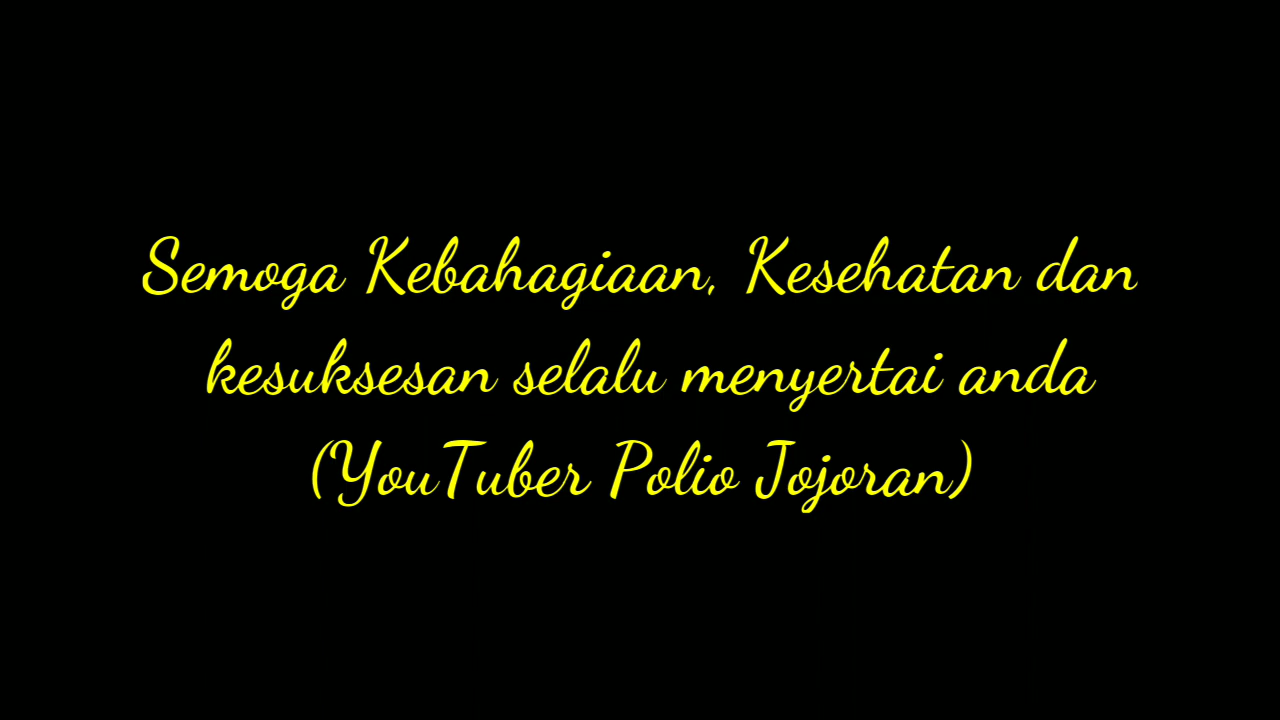 Semoga Kebahagiaan, Kesehatan dan
kesuksesan selalu menyertai anda
(YouTuber Polio Jojoran)